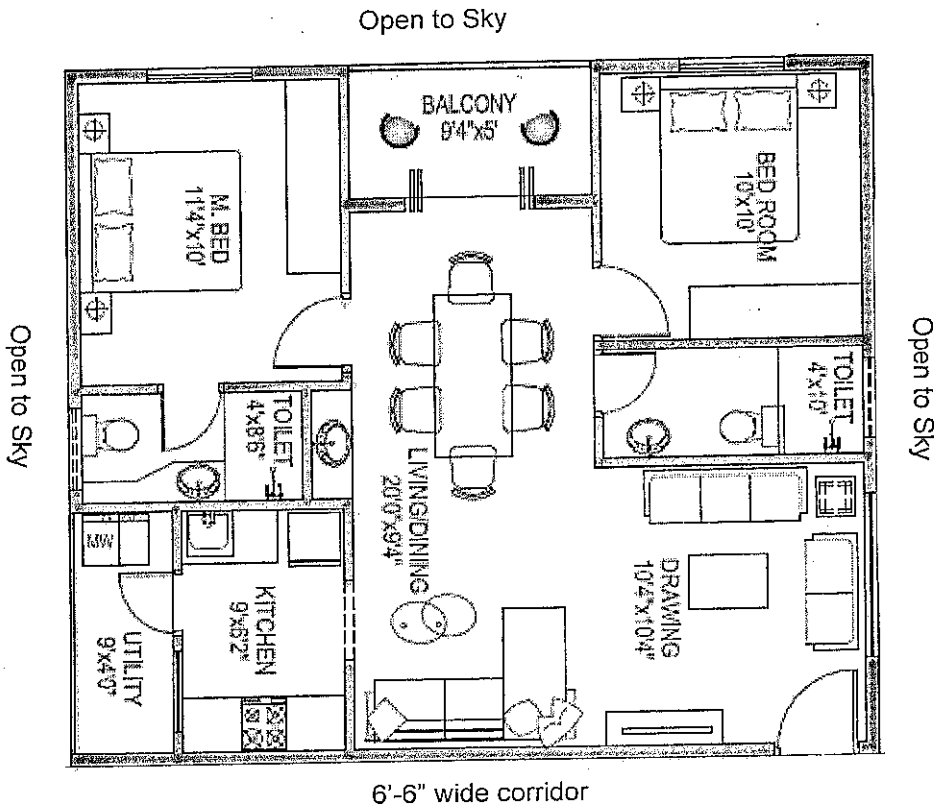 Open to Sky
BALCONY
9'4"x5'
M. BED
11'4"x10'
BED ROOM
10'x10'
Open to Sky
Open to Sky
TOILET
4'x10'
TOILET
4'x8'6"
LIVING/DINING
20'0"x9'4"
DRAWING
10'4"x10'4"
MW
KITCHEN
9'x8'2"
UTILITY
9'x4'0"
6'-6" wide corridor